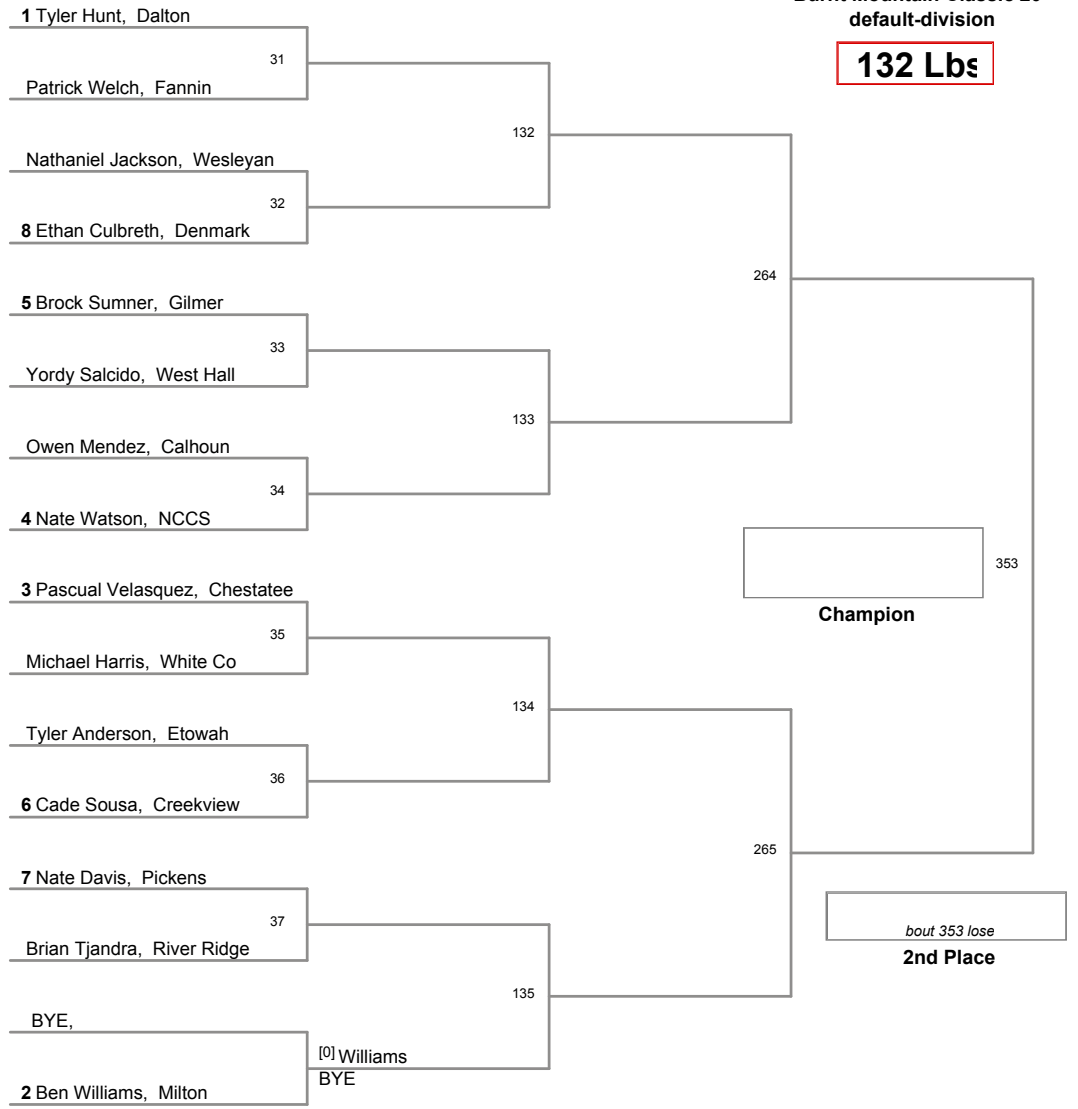 default-division
132 Lbs
1 Tyler Hunt, Dalton
31
Patrick Welch, Fannin
132
Nathaniel Jackson, Wesleyan
32
8 Ethan Culbreth, Denmark
264
5 Brock Sumner, Gilmer
33
Yordy Salcido, West Hall
133
Owen Mendez, Calhoun
34
4 Nate Watson, NCCS
353
Champion
3 Pascual Velasquez, Chestatee
35
Michael Harris, White Co
134
Tyler Anderson, Etowah
36
6 Cade Sousa, Creekview
265
7 Nate Davis, Pickens
37
Brian Tjandra, River Ridge
bout 353 lose
2nd Place
135
BYE,
[0] Williams
BYE
2 Ben Williams, Milton